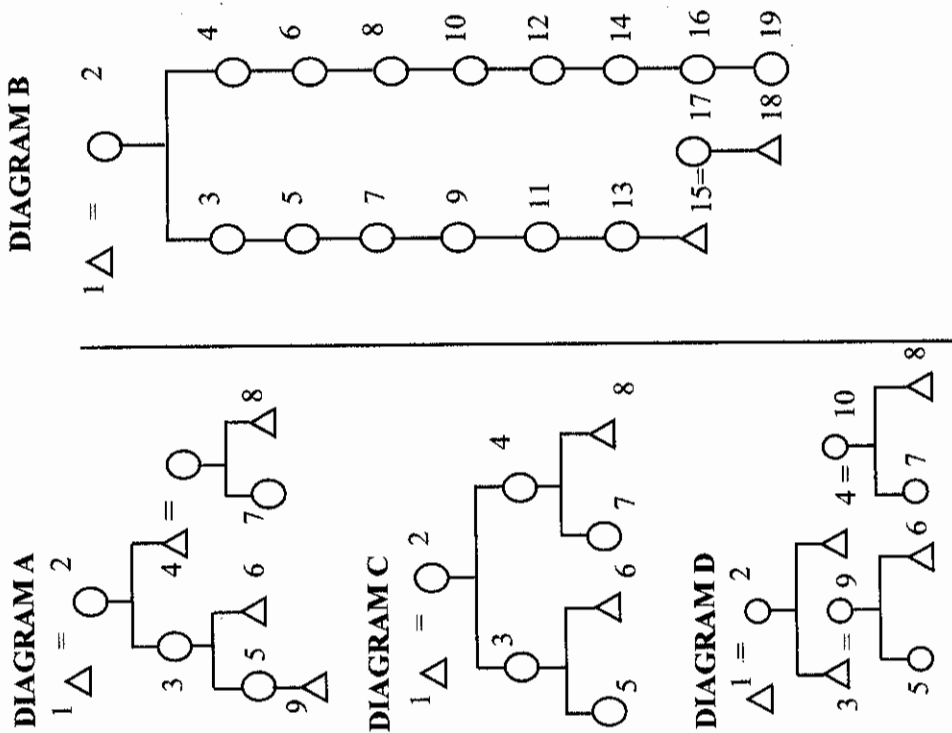 DIAGRAM A
1 = 2
3 4 =
5 6 7 8
9
DIAGRAM B
1 = 2
3 4
5 6
7 8
9 10
11 12
13 14
15= 17 16
18 19
DIAGRAM C
1 = 2
3 4
5 6 7 8
DIAGRAM D
1 = 2
3 = 9 4 = 10
5 6 7 8